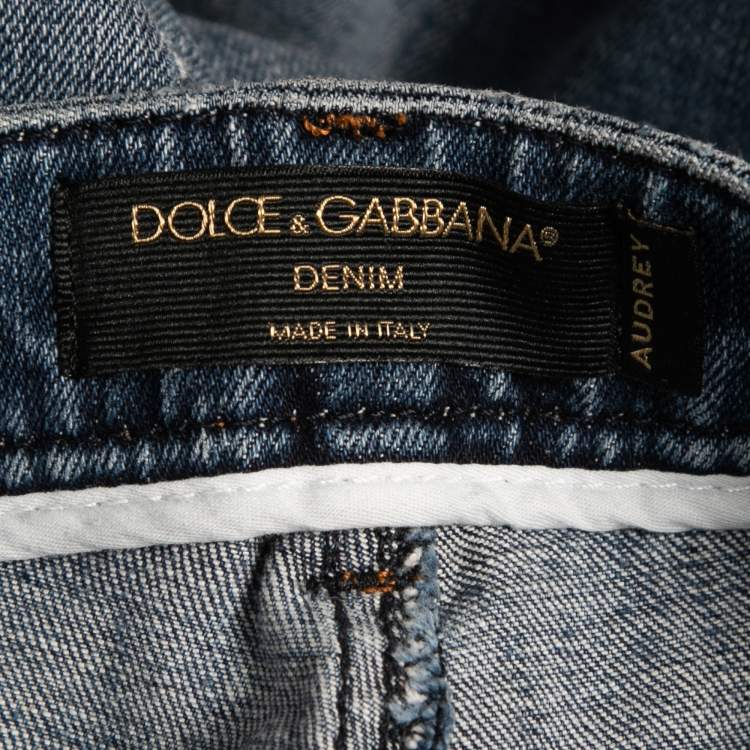 DOLCE & GABBANA®
DENIM
MADE IN ITALY
AUDREY